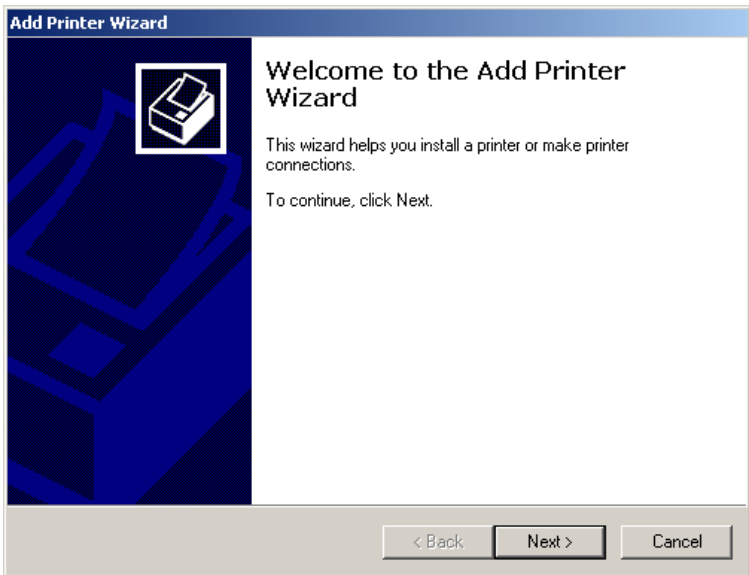 Add Printer Wizard
Welcome to the Add Printer
Wizard
This wizard helps you install a printer or make printer
connections.
To continue, click Next.
< Back
Next >
Cancel